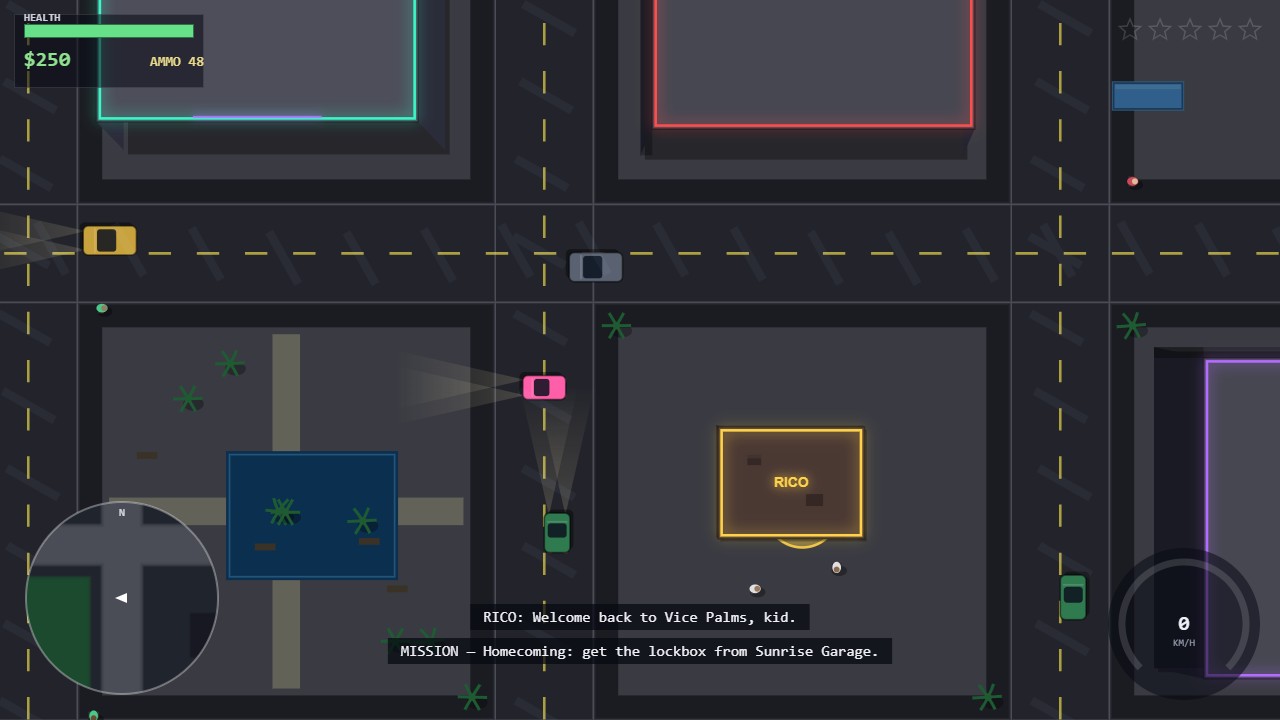 HEALTH
$250
AMMO 48
RICO
N
RICO: Welcome back to Vice Palms, kid.
MISSION — Homecoming: get the lockbox from Sunrise Garage.
0
KM/H